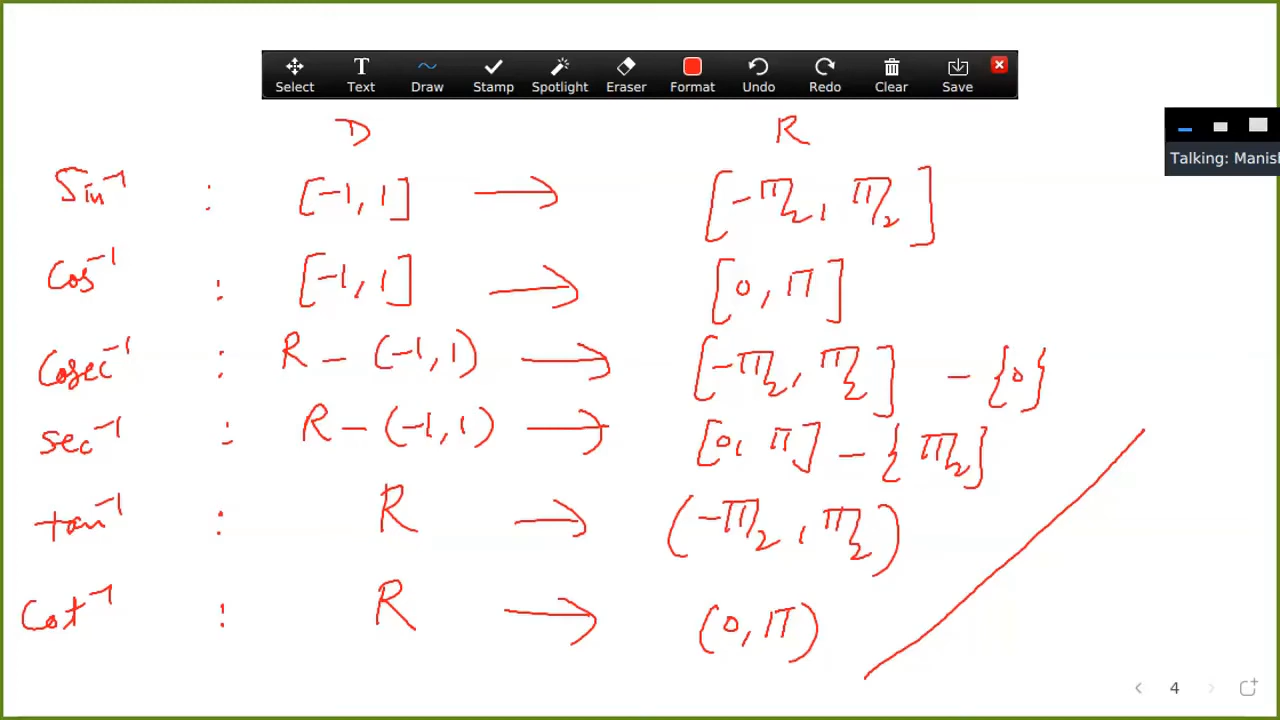 Select Text Draw Stamp Spotlight Eraser Format Undo Redo Clear Save
D R
Talking: Manish
Sin⁻¹ : [-1, 1] → [-π/2, π/2]
Cos⁻¹ : [-1, 1] → [0, π]
Cosec⁻¹ : R - (-1, 1) → [-π/2, π/2] - {0}
sec⁻¹ : R - (-1, 1) → [0, π] - {π/2}
tan⁻¹ : R → (-π/2, π/2)
Cot⁻¹ : R → (0, π)
4